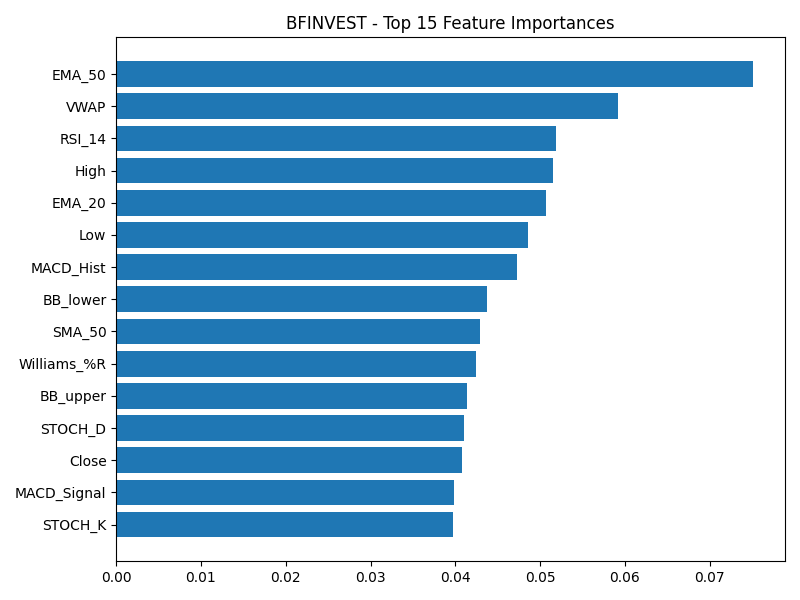 BFINVEST - Top 15 Feature Importances
EMA_50
VWAP
RSI_14
High
EMA_20
Low
MACD_Hist
BB_lower
SMA_50
Williams_%R
BB_upper
STOCH_D
Close
MACD_Signal
STOCH_K
0.00 0.01 0.02 0.03 0.04 0.05 0.06 0.07